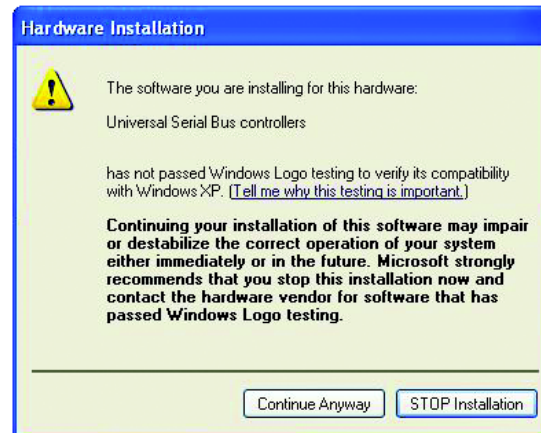 Hardware Installation
The software you are installing for this hardware:
Universal Serial Bus controllers
has not passed Windows Logo testing to verify its compatibility
with Windows XP. (Tell me why this testing is important.)
Continuing your installation of this software may impair
or destabilize the correct operation of your system
either immediately or in the future. Microsoft strongly
recommends that you stop this installation now and
contact the hardware vendor for software that has
passed Windows Logo testing.
Continue Anyway STOP Installation